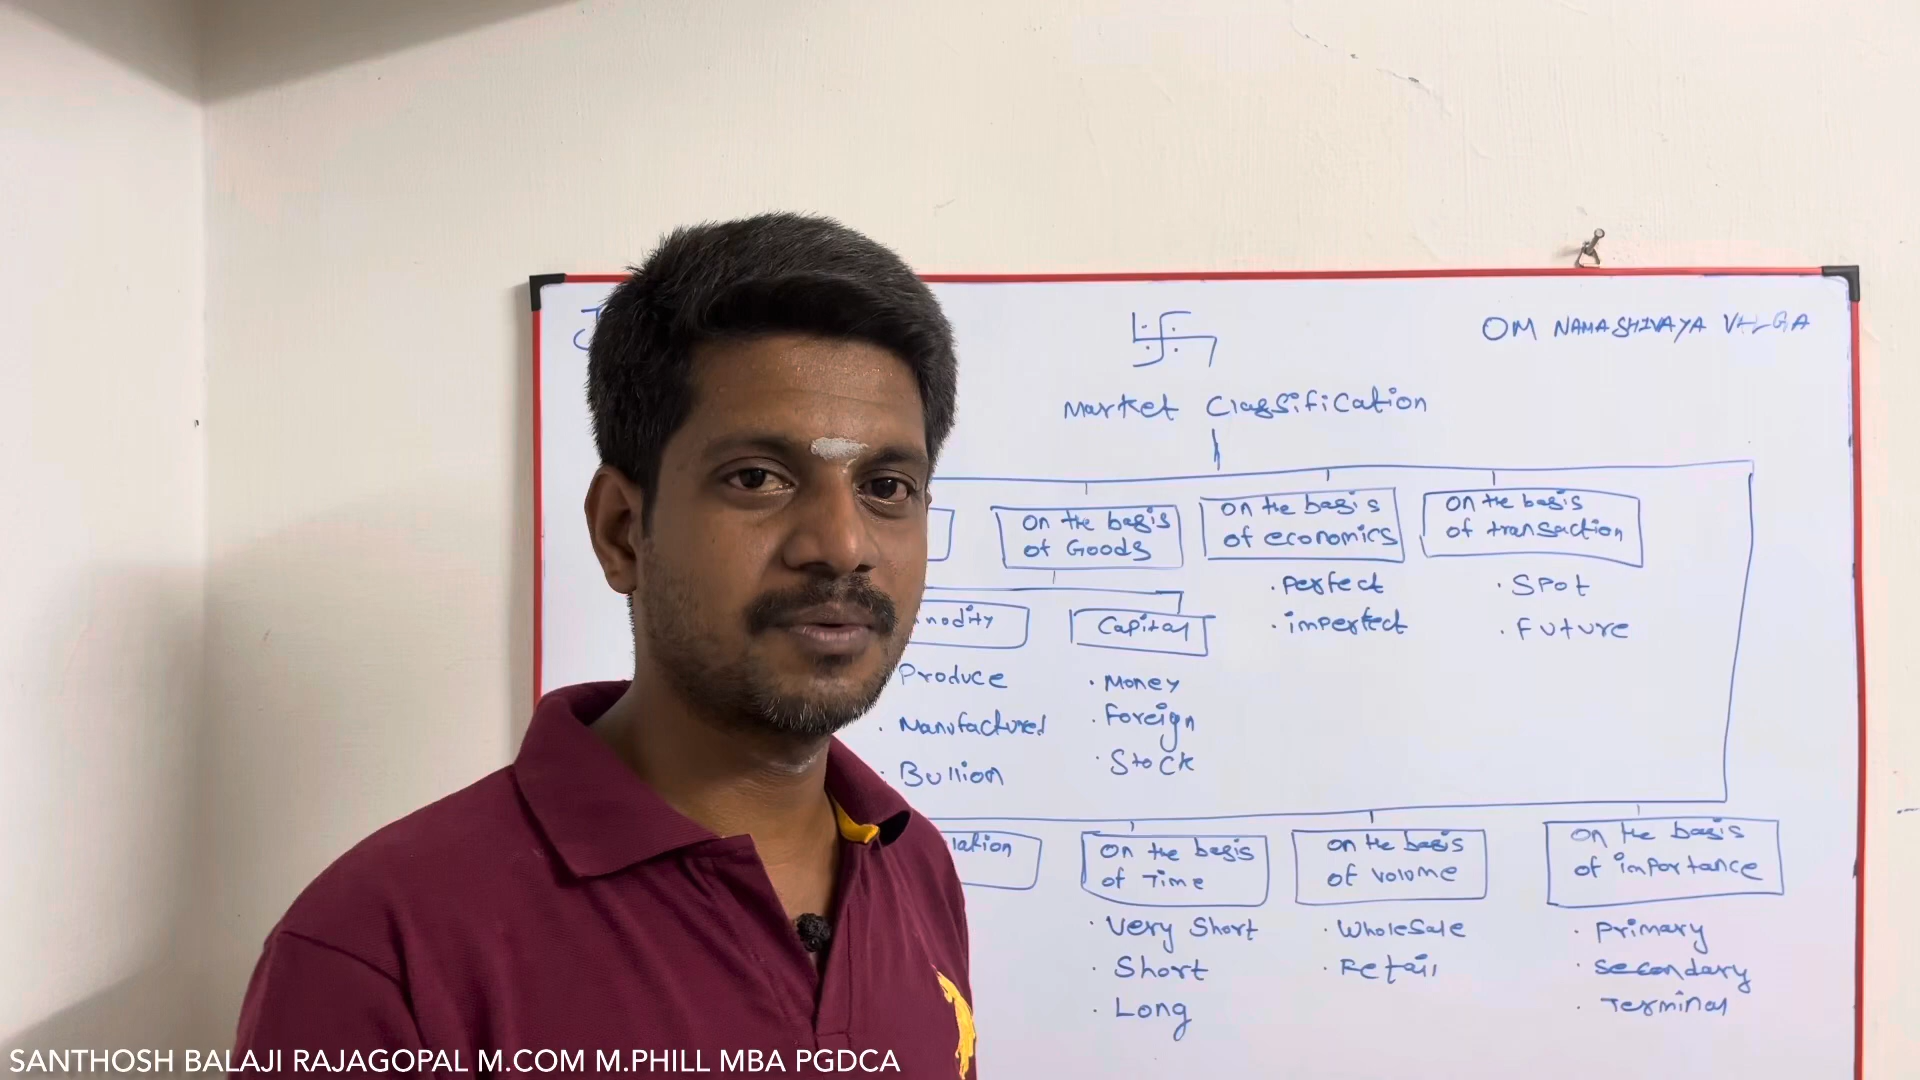 OM NAMASHIVAYA
Market Classification
on the basis
of Goods
on the basis
of economics
on the basis
of transaction
Capital
• perfect
• imperfect
• Spot
• Future
Produce
• Manufactured
• Bullion
• Money
• Foreign
• Stock
on the basis
of Time
on the basis
of volume
on the basis
of importance
• Very Short
• Short
• Long
• Wholesale
• Retail
• Primary
• Secondary
• Terminal
SANTHOSH BALAJI RAJAGOPAL M.COM M.PHILL MBA PGDCA